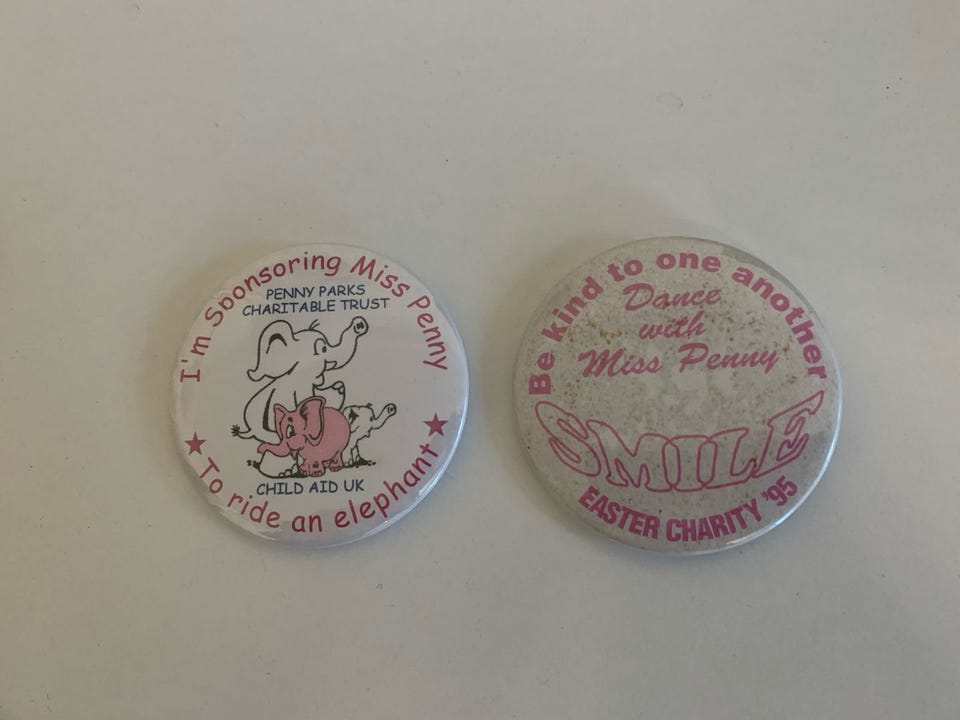 I'm Sponsoring Miss Penny
PENNY PARKS
CHARITABLE TRUST
CHILD AID UK
★ To ride an elephant ★
Be kind to one another
Dance
with
Miss Penny
SMILE
EASTER CHARITY '95